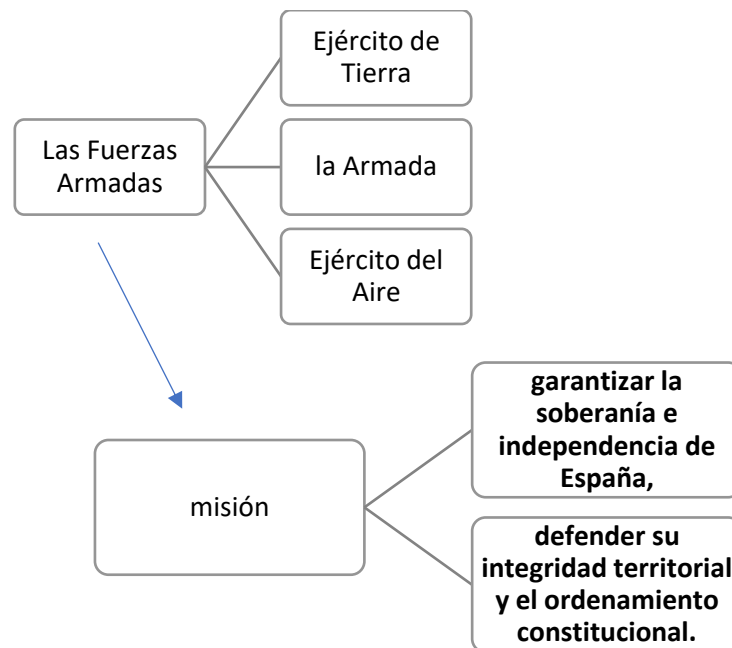 Las Fuerzas
Armadas
Ejército de
Tierra
la Armada
Ejército del
Aire
misión
garantizar la
soberanía e
independencia de
España,
defender su
integridad territorial
y el ordenamiento
constitucional.